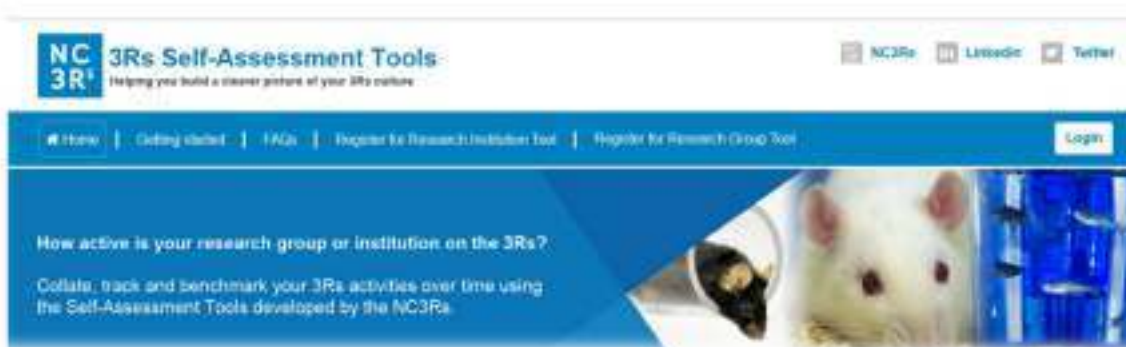 NC
3Rs
3Rs Self-Assessment Tools
Helping you build a clearer picture of your 3Rs culture
NC3Rs LinkedIn Twitter
Home | Getting started | FAQs | Register for Research Institution Tool | Register for Research Group Tool Login
How active is your research group or institution on the 3Rs?
Collate, track and benchmark your 3Rs activities over time using
the Self-Assessment Tools developed by the NC3Rs.